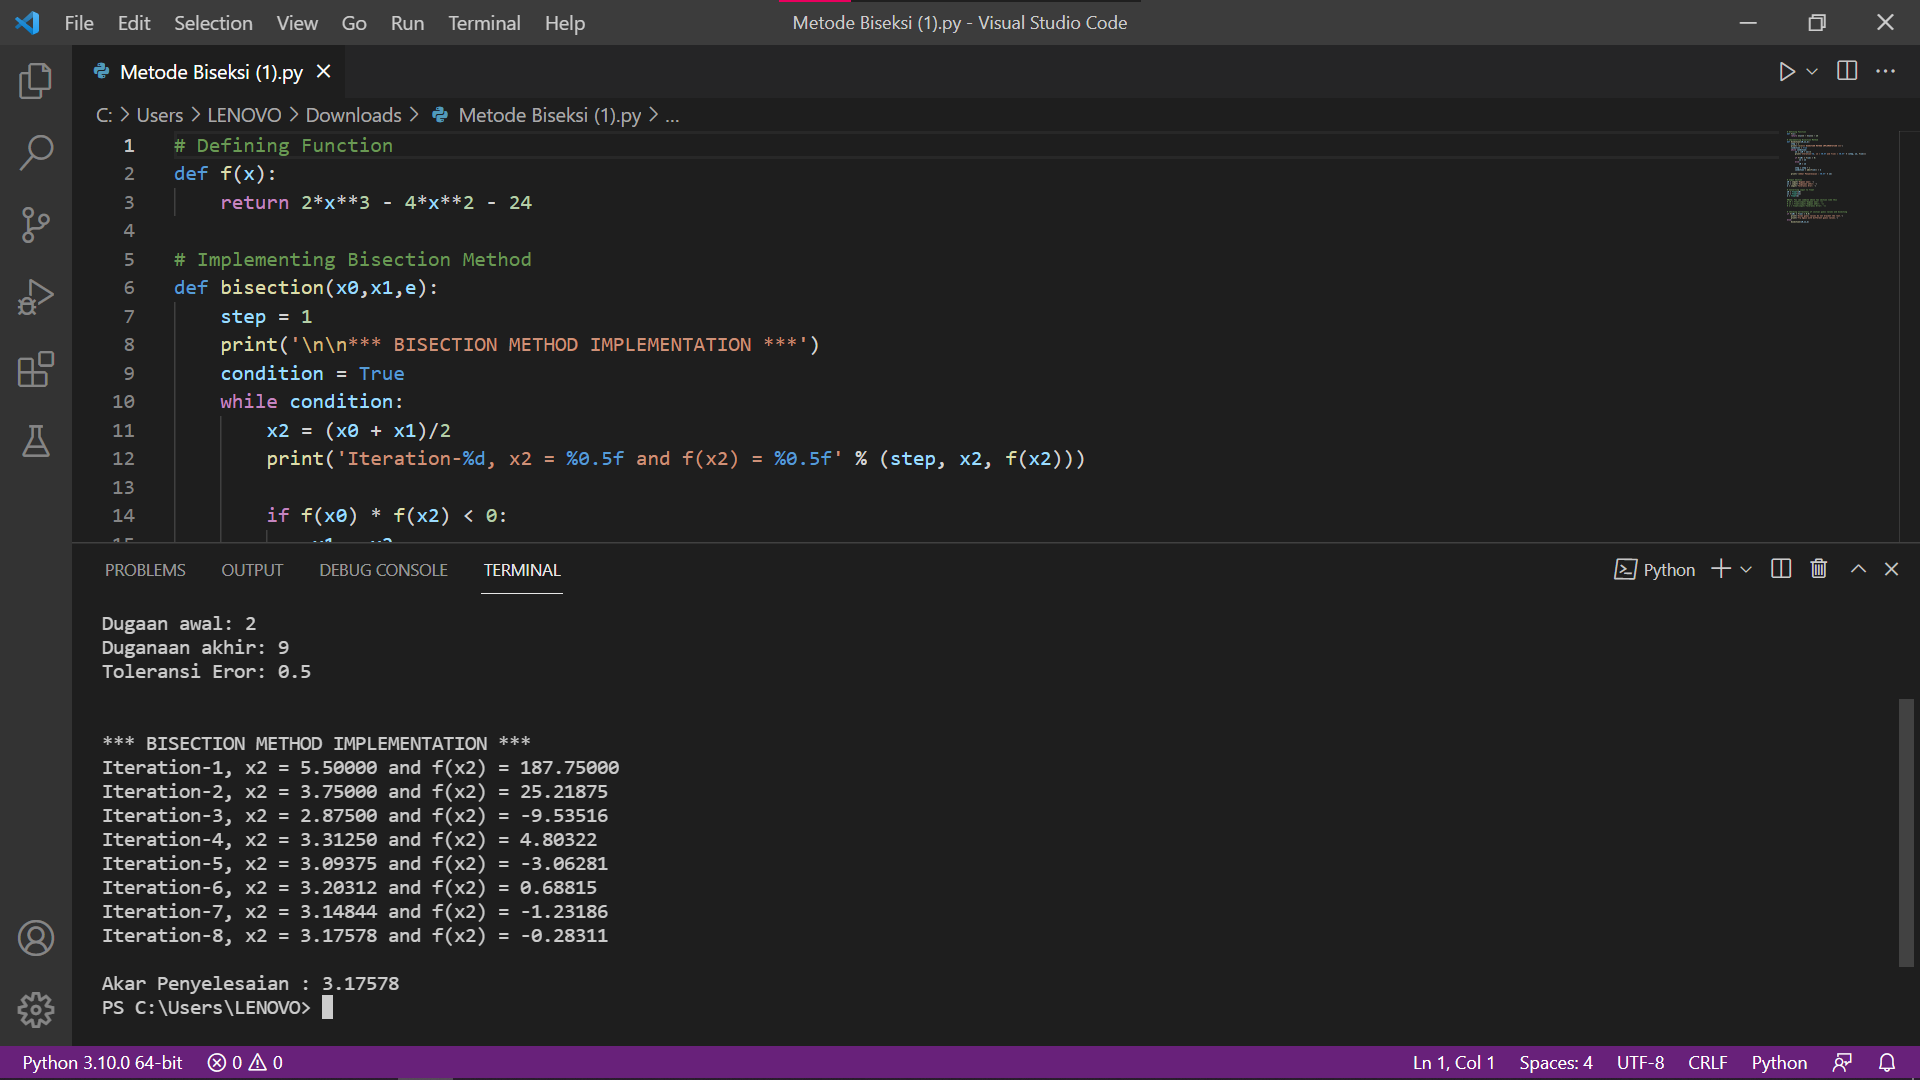 File Edit Selection View Go Run Terminal Help
Metode Biseksi (1).py - Visual Studio Code
Metode Biseksi (1).py
C: > Users > LENOVO > Downloads > Metode Biseksi (1).py > ...
1 # Defining Function
2 def f(x):
3     return 2*x**3 - 4*x**2 - 24
4
5 # Implementing Bisection Method
6 def bisection(x0,x1,e):
7     step = 1
8     print('\n\n*** BISECTION METHOD IMPLEMENTATION ***')
9     condition = True
10     while condition:
11         x2 = (x0 + x1)/2
12         print('Iteration-%d, x2 = %0.5f and f(x2) = %0.5f' % (step, x2, f(x2)))
13
14         if f(x0) * f(x2) < 0:
PROBLEMS OUTPUT DEBUG CONSOLE TERMINAL
Python
Dugaan awal: 2
Duganaan akhir: 9
Toleransi Eror: 0.5
*** BISECTION METHOD IMPLEMENTATION ***
Iteration-1, x2 = 5.50000 and f(x2) = 187.75000
Iteration-2, x2 = 3.75000 and f(x2) = 25.21875
Iteration-3, x2 = 2.87500 and f(x2) = -9.53516
Iteration-4, x2 = 3.31250 and f(x2) = 4.80322
Iteration-5, x2 = 3.09375 and f(x2) = -3.06281
Iteration-6, x2 = 3.20312 and f(x2) = 0.68815
Iteration-7, x2 = 3.14844 and f(x2) = -1.23186
Iteration-8, x2 = 3.17578 and f(x2) = -0.28311
Akar Penyelesaian : 3.17578
PS C:\Users\LENOVO>
Python 3.10.0 64-bit 0 0
Ln 1, Col 1 Spaces: 4 UTF-8 CRLF Python